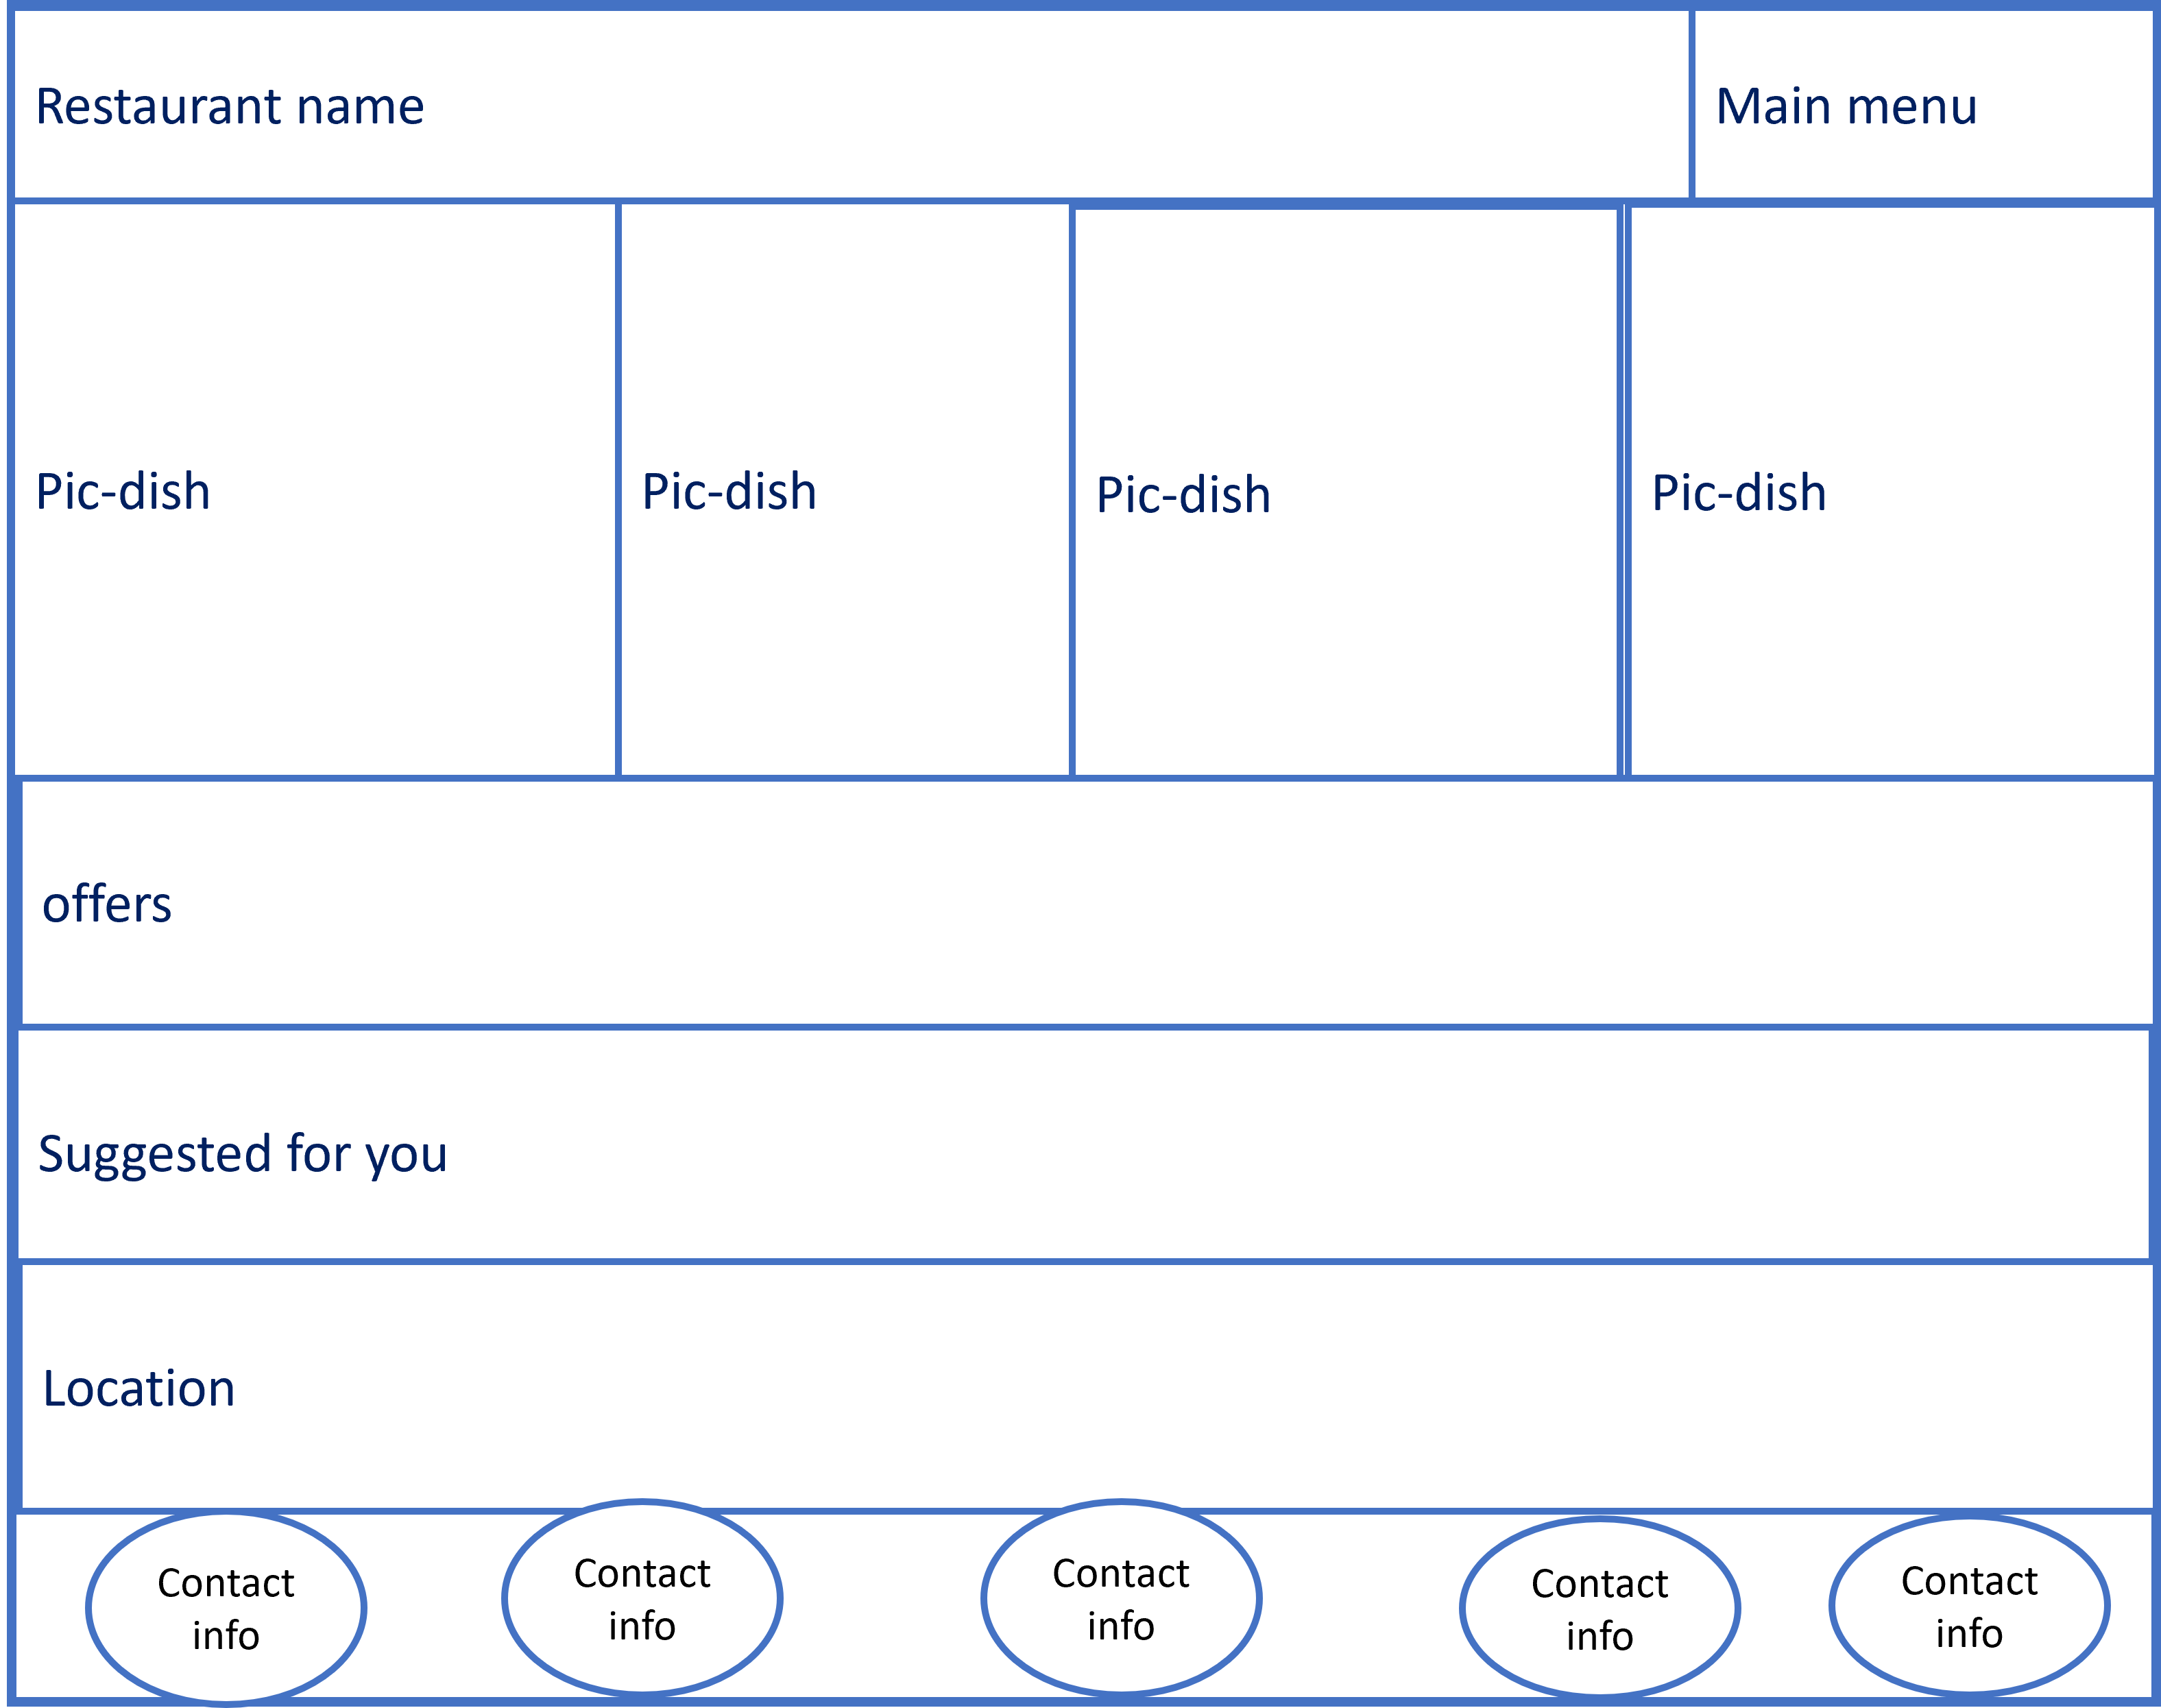 Restaurant name
Main menu
Pic-dish
Pic-dish
Pic-dish
Pic-dish
offers
Suggested for you
Location
Contact
info
Contact
info
Contact
info
Contact
info
Contact
info